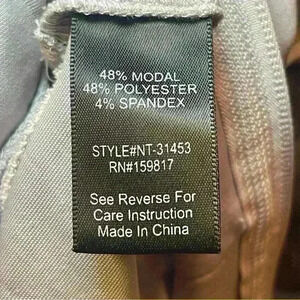 48% MODAL
48% POLYESTER
4% SPANDEX
STYLE#NT-31453
RN#159817
See Reverse For
Care Instruction
Made In China